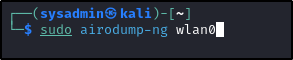 ┌──(sysadmin㉿kali)-[~]
└─$ sudo airodump-ng wlan0